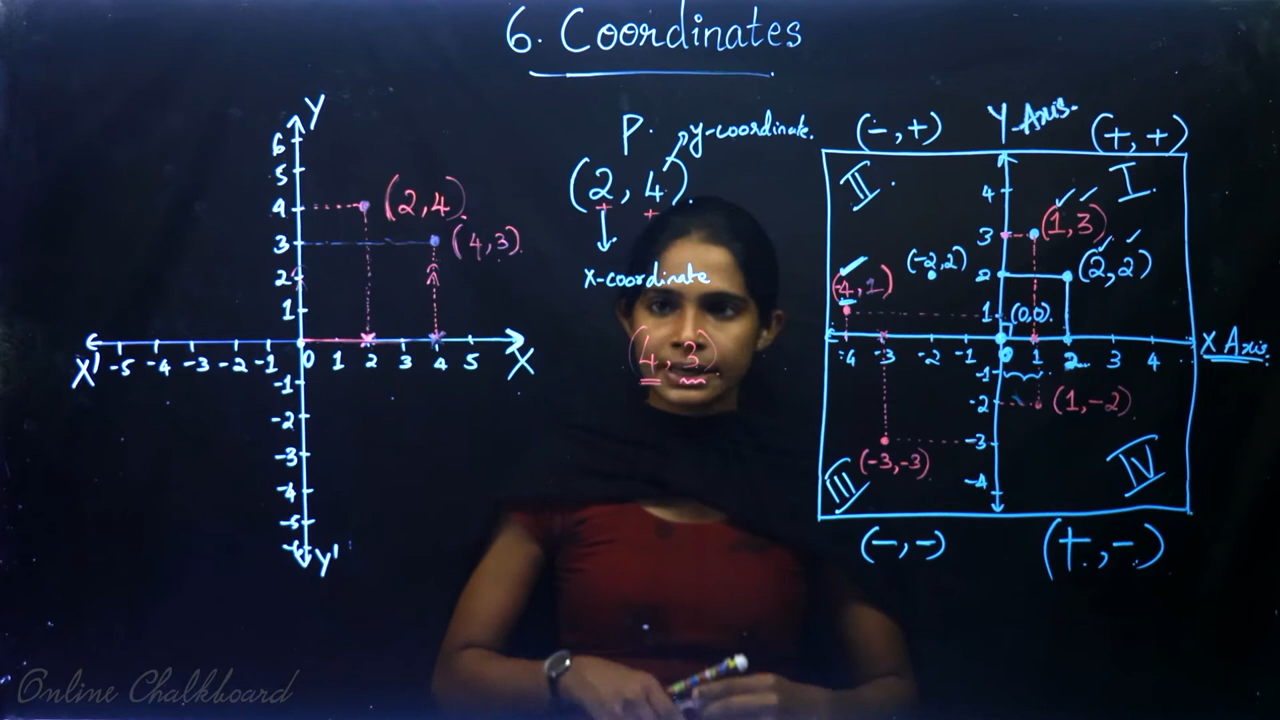 6. Coordinates
Y
6
5
4
3
2
1
(2,4)
(4,3)
X' -5 -4 -3 -2 -1 0 1 2 3 4 5 X
-1
-2
-3
-4
-5
-6
Y'
P.
y-coordinate.
(2, 4).
x-coordinate
(4, 3)
(-,+)
Y-Axis.
(+, +)
II.
I.
4
3
2
1
(1,3)
(-2,2)
(2,2)
(-4,1)
(0,0).
-4 -3 -2 -1 0 1 2 3 4
X Axis.
-1
-2
-3
-4
(1,-2)
(-3,-3)
III
IV
(-,-)
(+,-)
Online Chalkboard